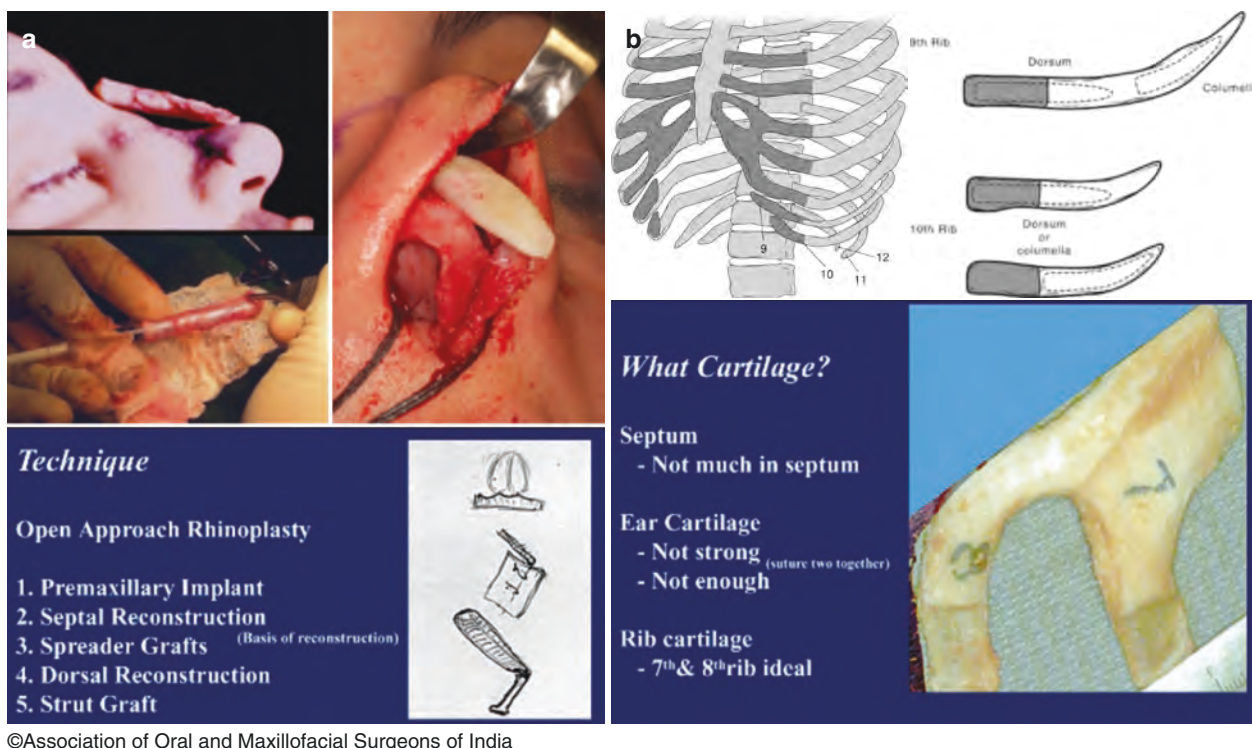 a
Technique
Open Approach Rhinoplasty
1. Premaxillary Implant
2. Septal Reconstruction
3. Spreader Grafts (Basis of reconstruction)
4. Dorsal Reconstruction
5. Strut Graft
b
9th Rib
Dorsum
Columell
10th Rib
Dorsum
or
columella
9
10
11
12
What Cartilage?
Septum
- Not much in septum
Ear Cartilage
- Not strong (suture two together)
- Not enough
Rib cartilage
- 7th & 8th rib ideal
8
7
©Association of Oral and Maxillofacial Surgeons of India